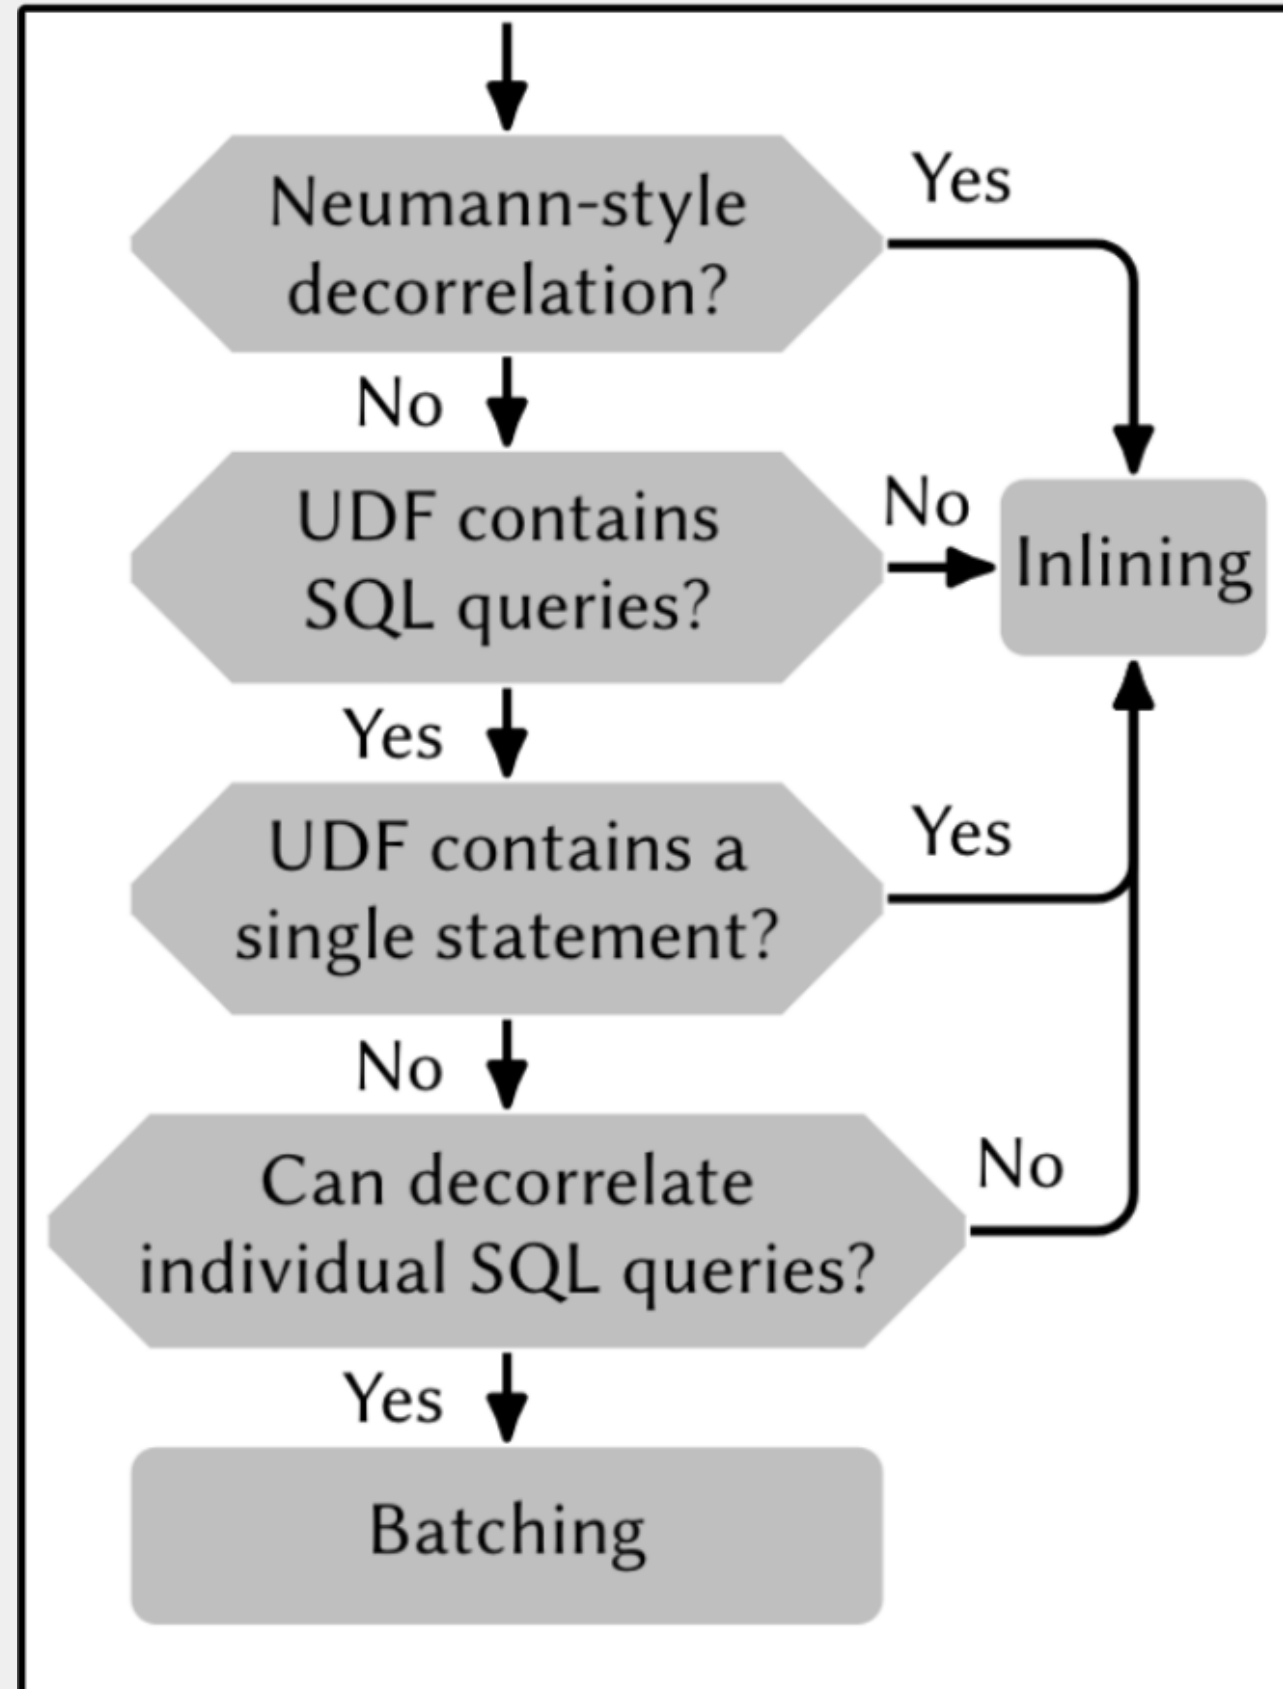 Neumann-style
decorrelation?
Yes
No
UDF contains
SQL queries?
No
Inlining
Yes
UDF contains a
single statement?
Yes
No
Can decorrelate
individual SQL queries?
No
Yes
Batching